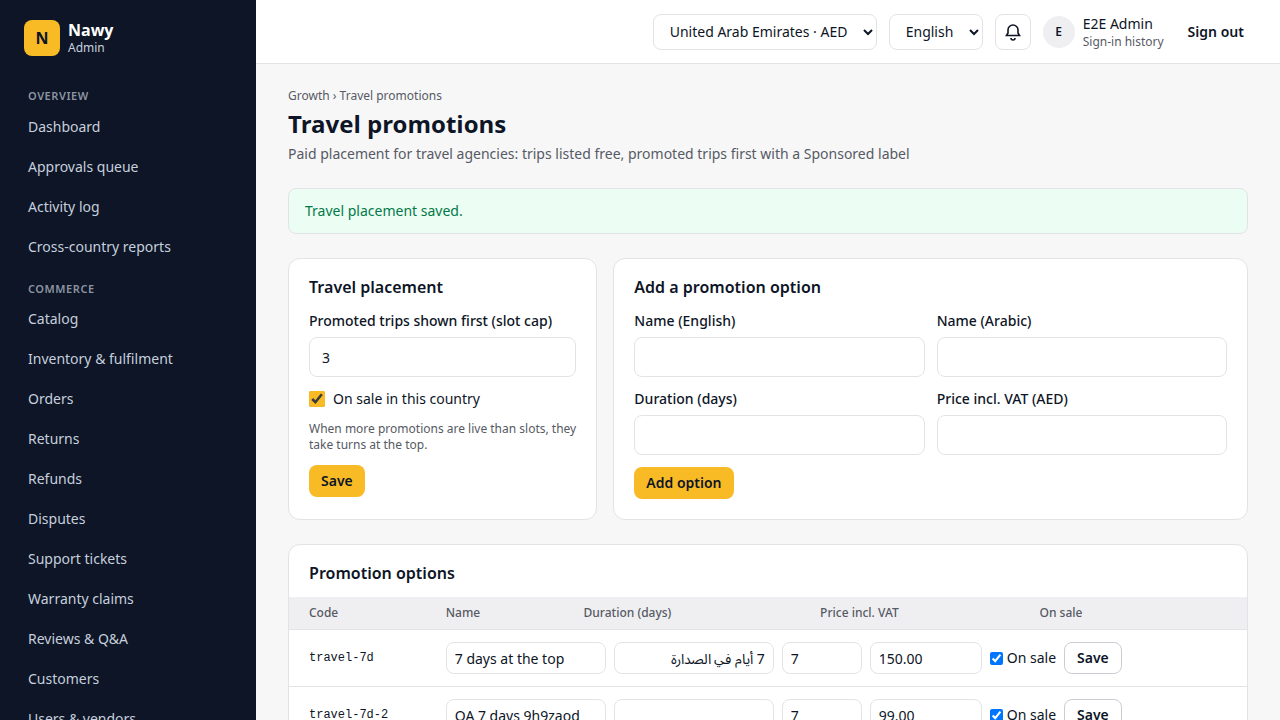 N
Nawy
Admin
OVERVIEW
Dashboard
Approvals queue
Activity log
Cross-country reports
COMMERCE
Catalog
Inventory & fulfilment
Orders
Returns
Refunds
Disputes
Support tickets
Warranty claims
Reviews & Q&A
Customers
Users & vendors
United Arab Emirates · AED
English
E
E2E Admin
Sign-in history
Sign out
Growth › Travel promotions
Travel promotions
Paid placement for travel agencies: trips listed free, promoted trips first with a Sponsored label
Travel placement saved.
Travel placement
Promoted trips shown first (slot cap)
3
On sale in this country
When more promotions are live than slots, they
take turns at the top.
Save
Add a promotion option
Name (English) Name (Arabic)
Duration (days) Price incl. VAT (AED)
Add option
Promotion options
Code Name Duration (days) Price incl. VAT On sale
travel-7d 7 days at the top 7 أيام في الصدارة 7 150.00 On sale Save
travel-7d-2 QA 7 days 9h9zaod 7 99.00 On sale Save